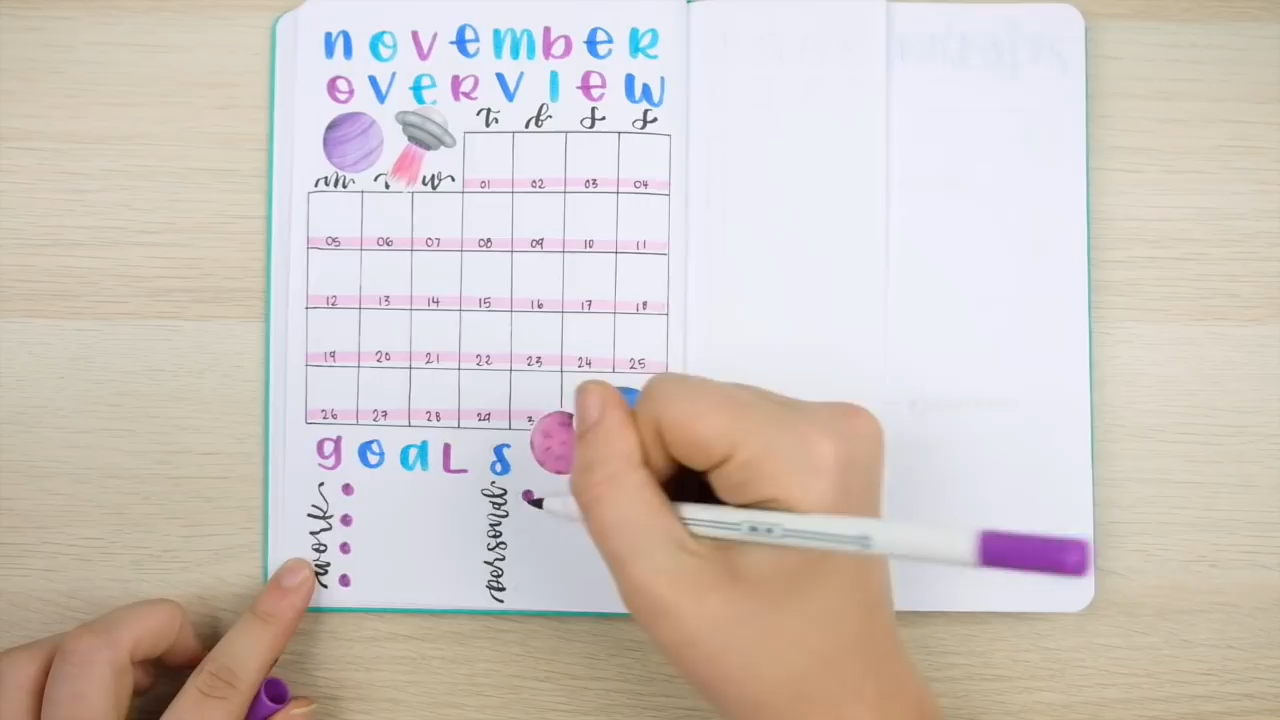 november
overview
T F S S
M T W 01 02 03 04
05 06 07 08 09 10 11
12 13 14 15 16 17 18
19 20 21 22 23 24 25
26 27 28 29
goals
work
personal